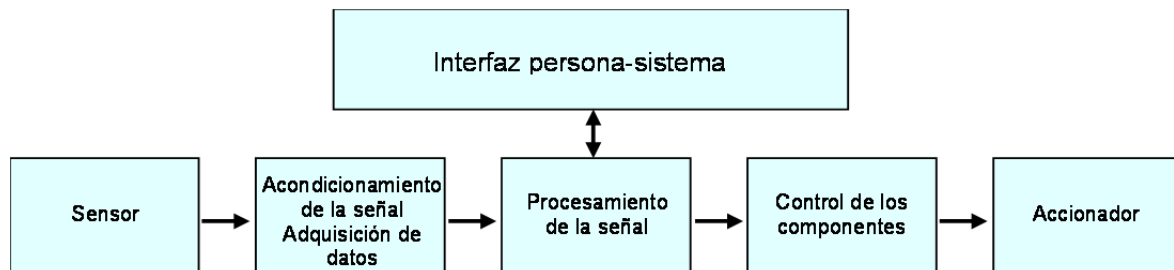 Interfaz persona-sistema
Sensor
Acondicionamiento
de la señal
Adquisición de
datos
Procesamiento
de la señal
Control de los
componentes
Accionador